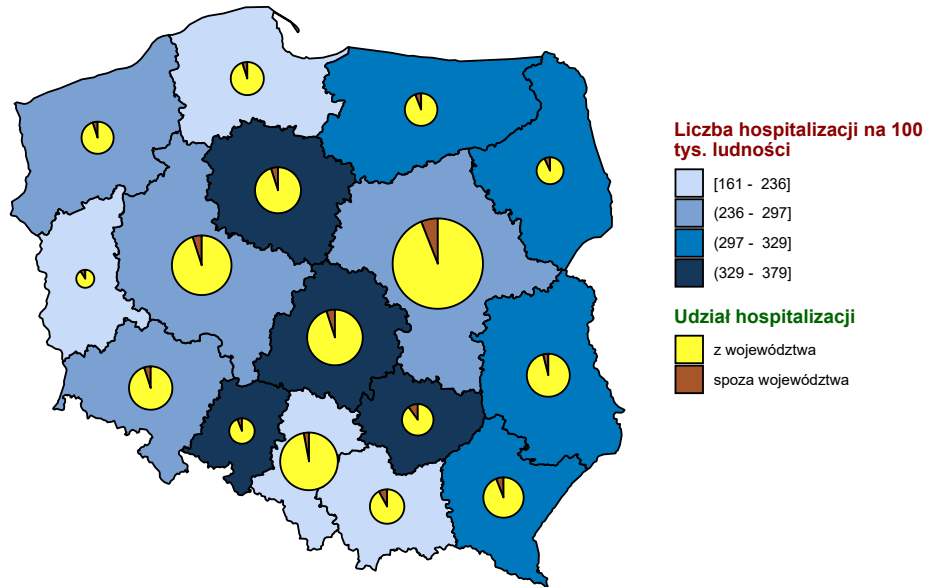 Liczba hospitalizacji na 100
tys. ludności
[161 - 236]
(236 - 297]
(297 - 329]
(329 - 379]
Udział hospitalizacji
z województwa
spoza województwa